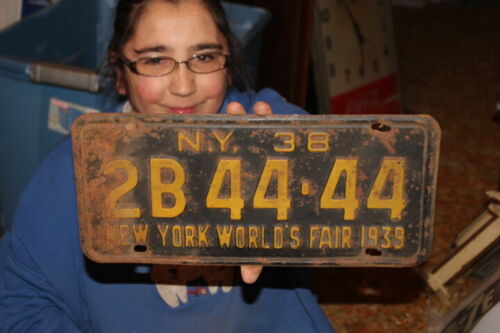 N.Y. 38
2B 44·44
NEW YORK WORLD'S FAIR 1939